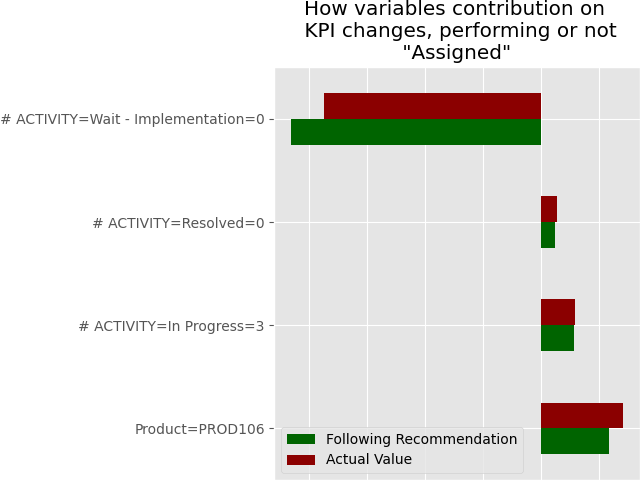 How variables contribution on
KPI changes, performing or not
"Assigned"
# ACTIVITY=Wait - Implementation=0
# ACTIVITY=Resolved=0
# ACTIVITY=In Progress=3
Product=PROD106
Following Recommendation
Actual Value